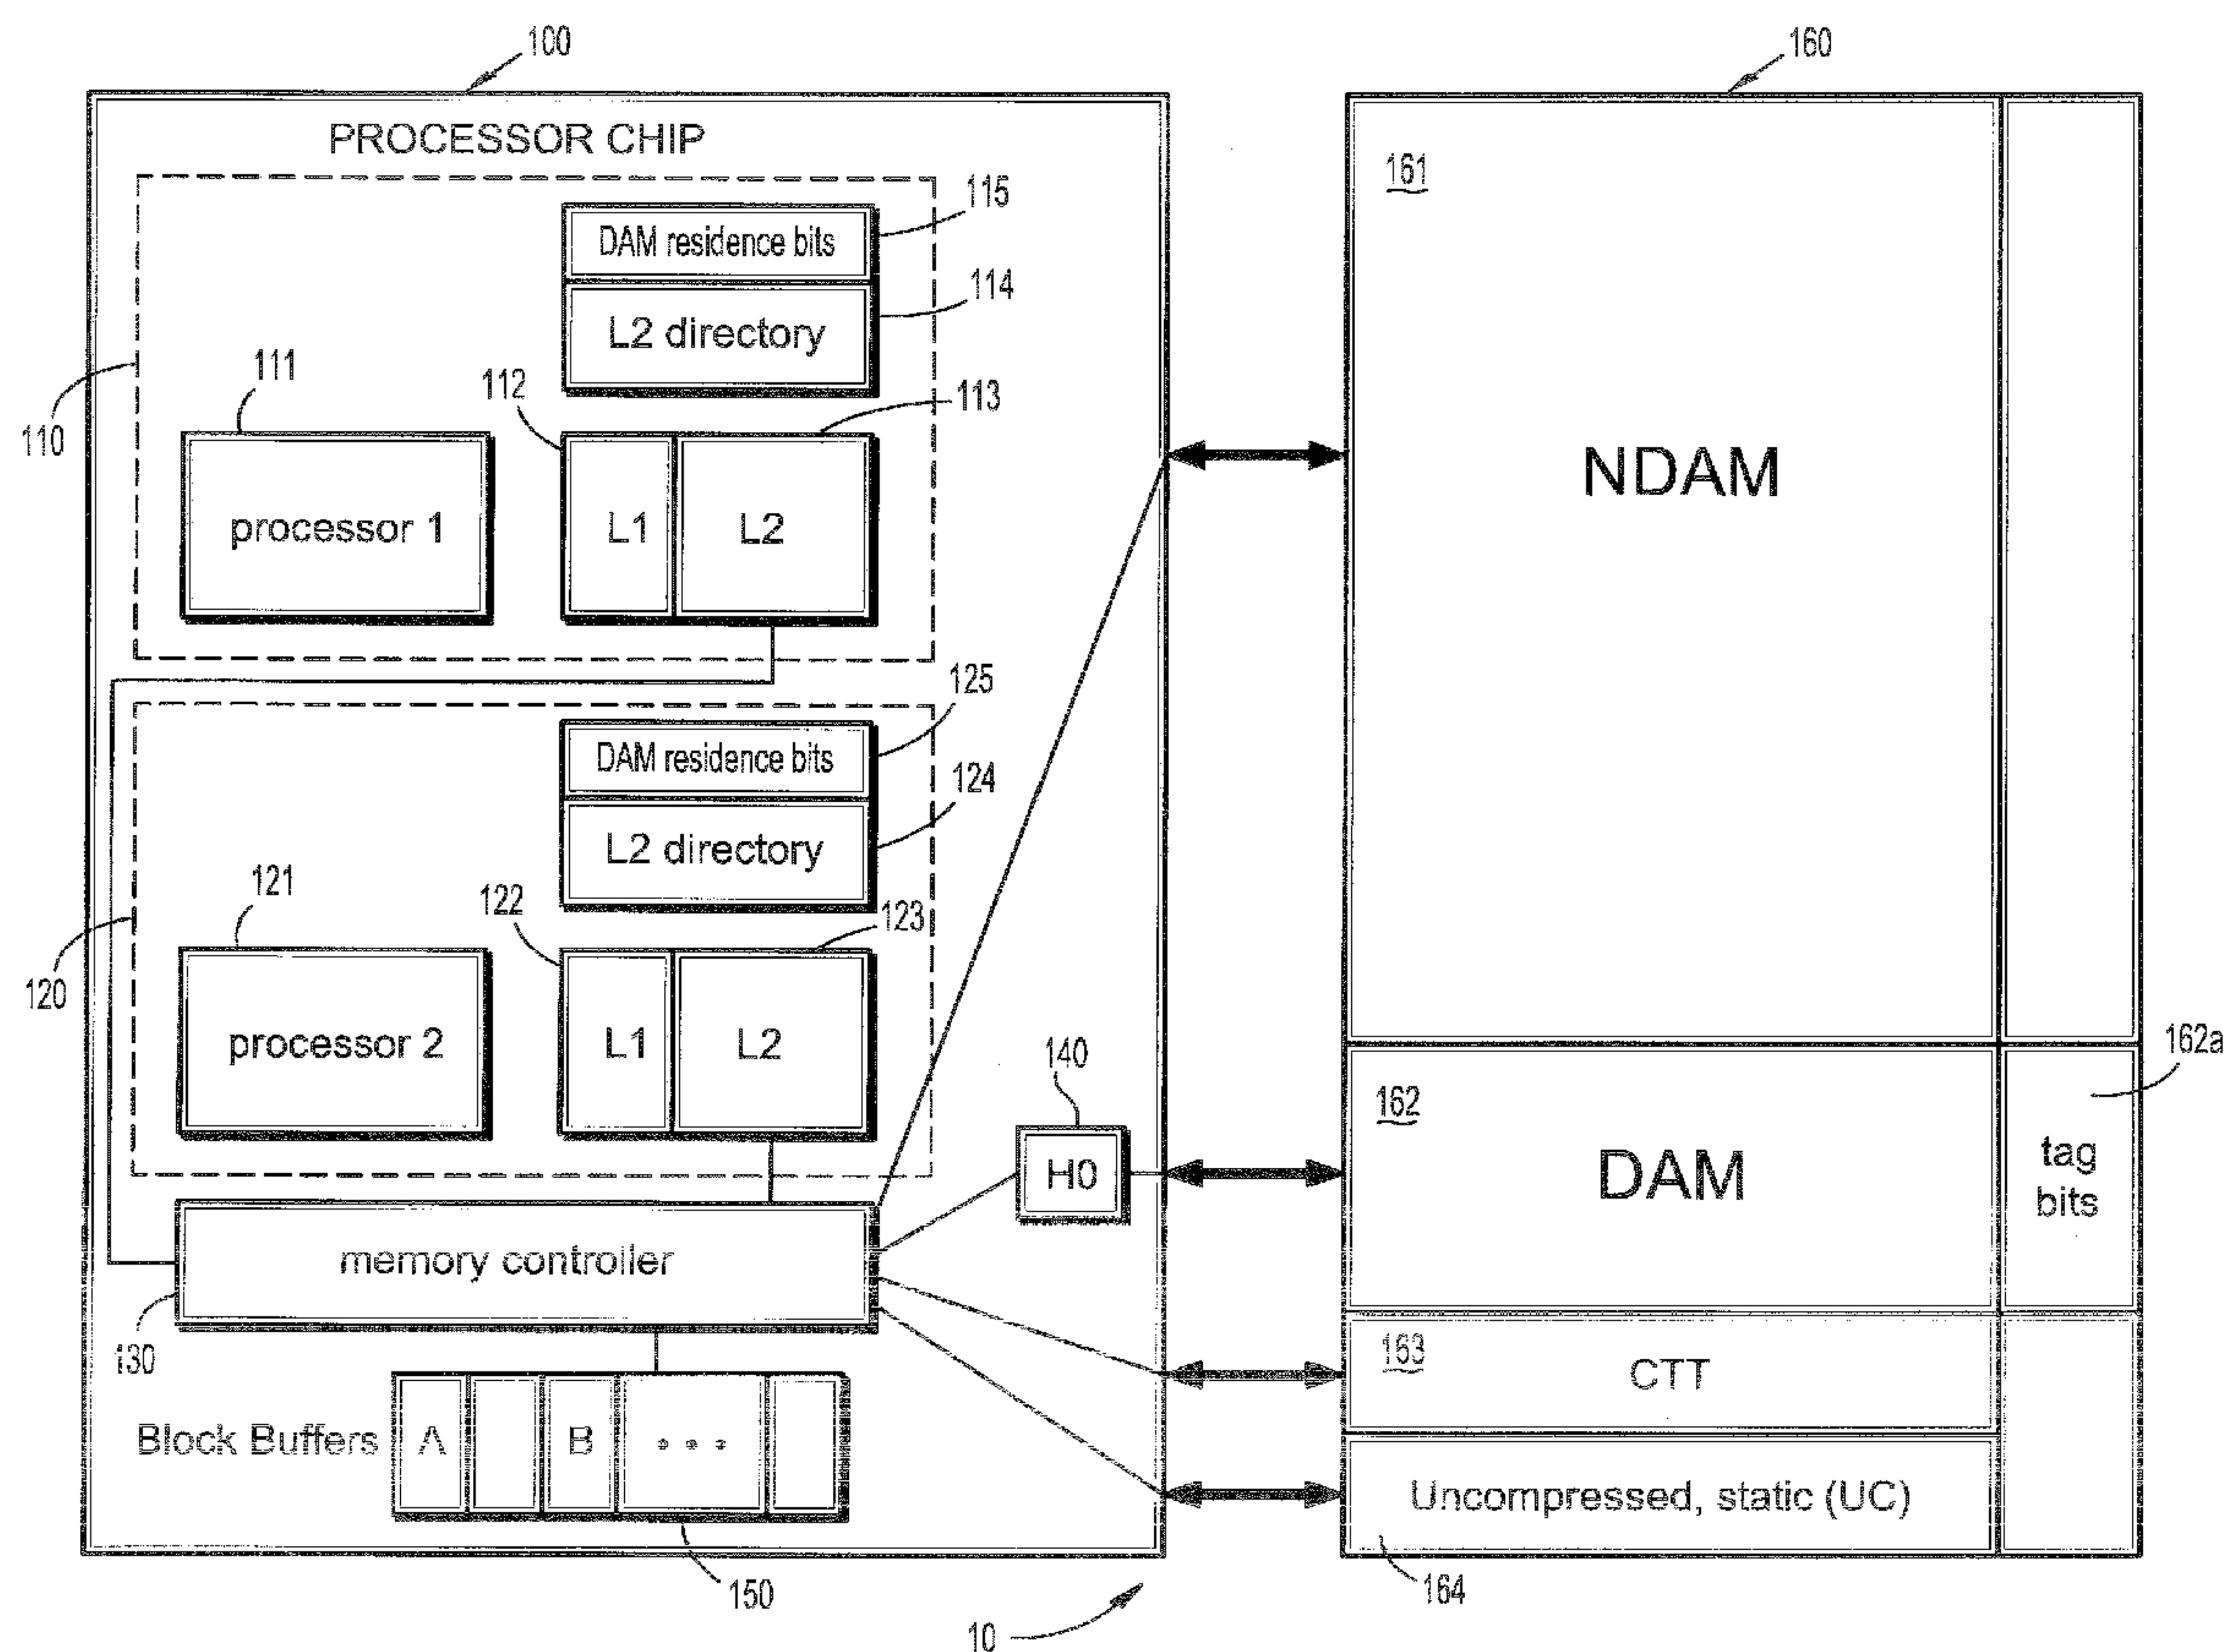 100
160
PROCESSOR CHIP
161
115
DAM residence bits
114
L2 directory
111
112
113
110
NDAM
processor 1
L1
L2
125
DAM residence bits
124
L2 directory
121
122
123
120
processor 2
L1
L2
140
162a
162
H0
DAM
tag
bits
memory controller
130
163
CTT
Block Buffers
A
B
• • •
Uncompressed, static (UC)
150
164
10